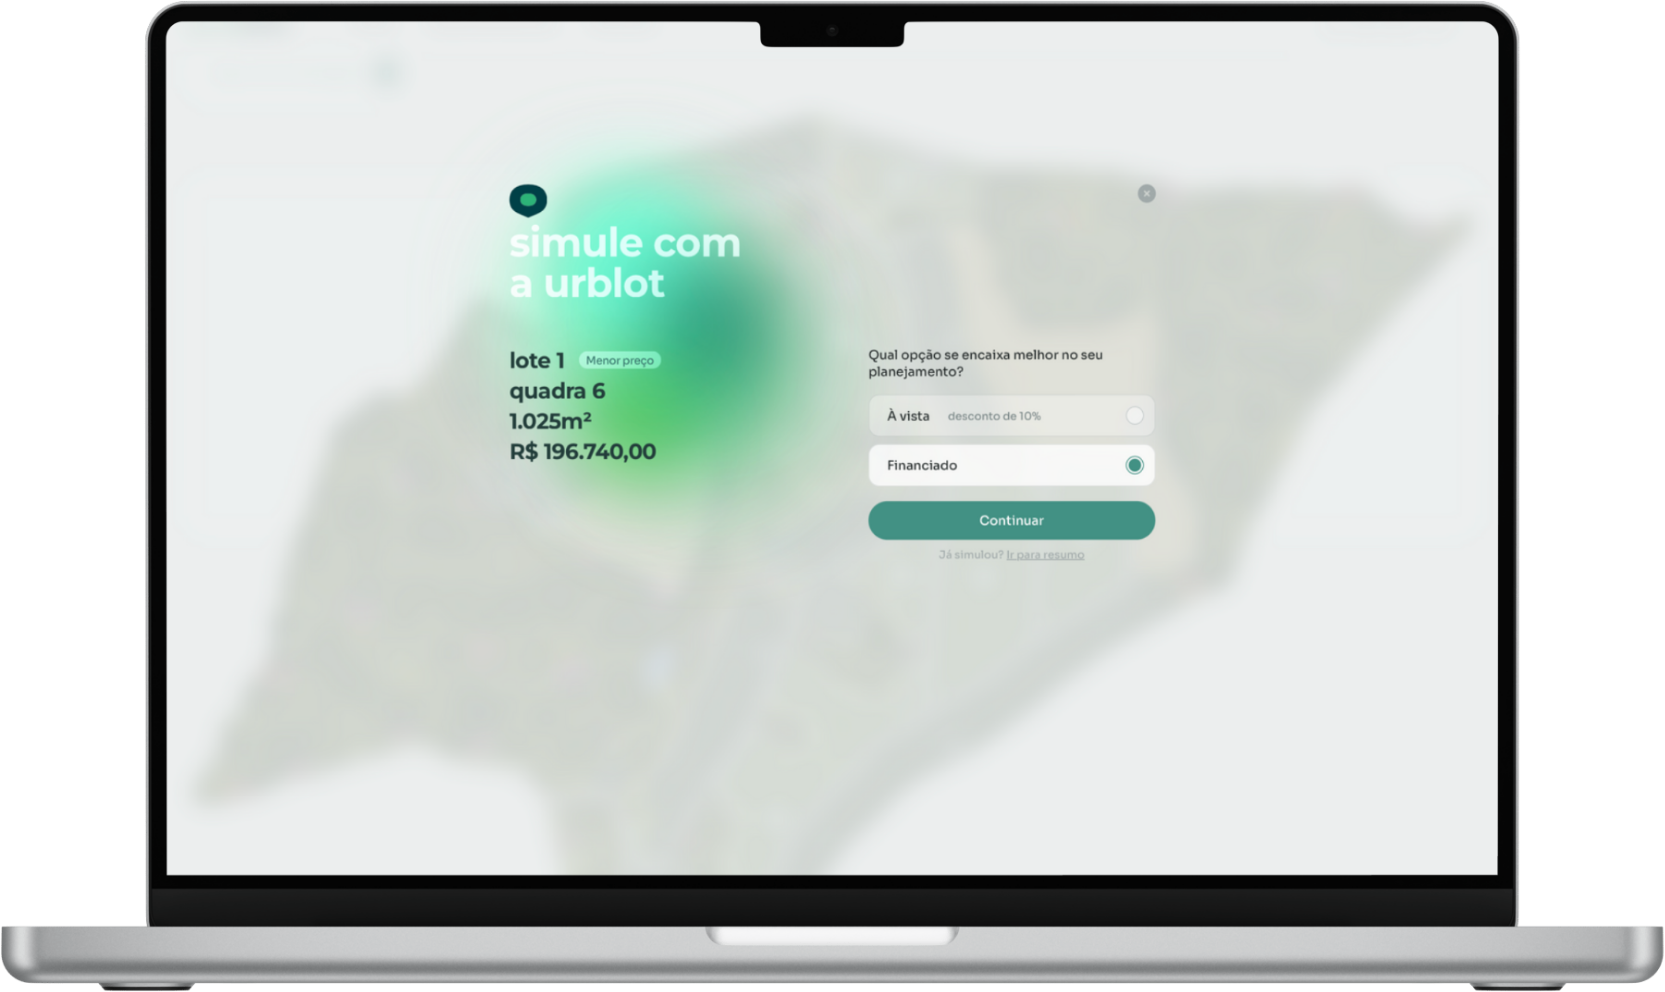 simule com
a urblot
lote 1 Menor preço
quadra 6
1.025m²
R$ 196.740,00
Qual opção se encaixa melhor no seu
planejamento?
À vista desconto de 10%
Financiado
Continuar
Já simulou? Ir para resumo